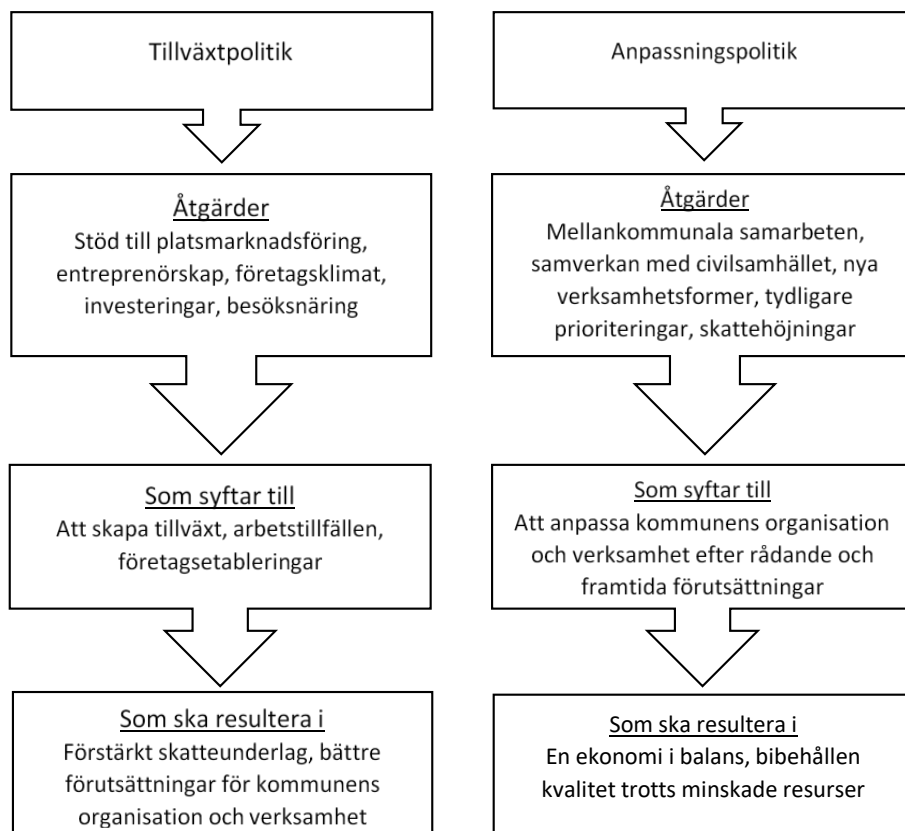 Tillväxtpolitik
Åtgärder
Stöd till platsmarknadsföring,
entreprenörskap, företagsklimat,
investeringar, besöksnäring
Som syftar till
Att skapa tillväxt, arbetstillfällen,
företagsetableringar
Som ska resultera i
Förstärkt skatteunderlag, bättre
förutsättningar för kommunens
organisation och verksamhet
Anpassningspolitik
Åtgärder
Mellankommunala samarbeten,
samverkan med civilsamhället, nya
verksamhetsformer, tydligare
prioriteringar, skattehöjningar
Som syftar till
Att anpassa kommunens organisation
och verksamhet efter rådande och
framtida förutsättningar
Som ska resultera i
En ekonomi i balans, bibehållen
kvalitet trotts minskade resurser